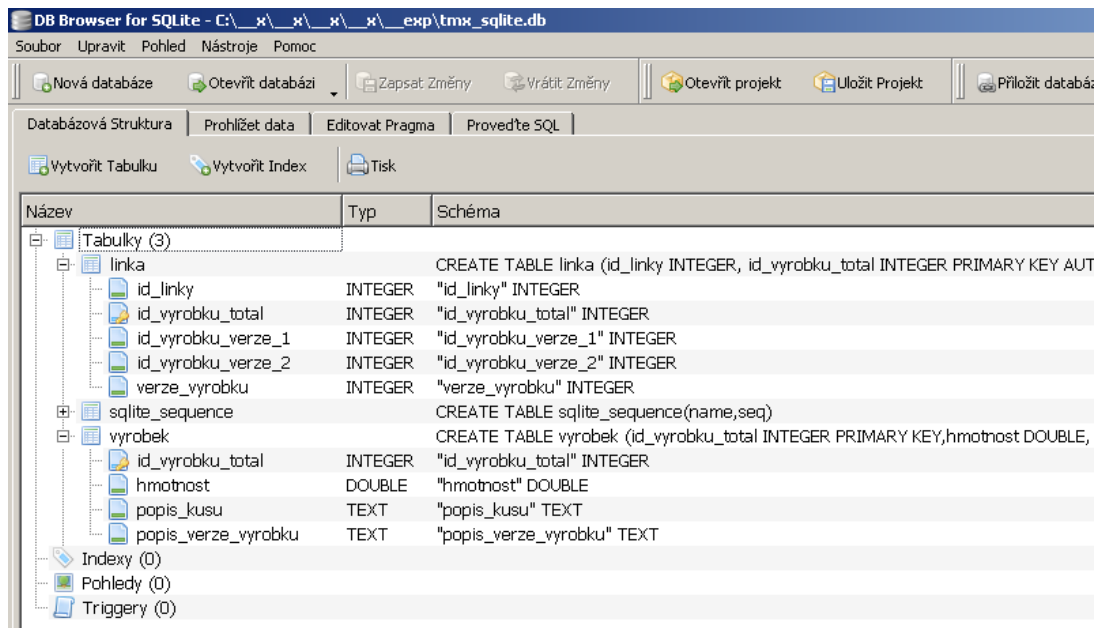 DB Browser for SQLite - C:\__x\__x\__x\__x\__exp\tmx_sqlite.db
Soubor Upravit Pohled Nástroje Pomoc
Nová databáze Otevřít databázi Zapsat Změny Vrátit Změny Otevřít projekt Uložit Projekt Přiložit databáz
Databázová Struktura Prohlížet data Editovat Pragma Proveďte SQL
Vytvořit Tabulku Vytvořit Index Tisk
Název Typ Schéma
Tabulky (3)
linka CREATE TABLE linka (id_linky INTEGER, id_vyrobku_total INTEGER PRIMARY KEY AUT
id_linky INTEGER "id_linky" INTEGER
id_vyrobku_total INTEGER "id_vyrobku_total" INTEGER
id_vyrobku_verze_1 INTEGER "id_vyrobku_verze_1" INTEGER
id_vyrobku_verze_2 INTEGER "id_vyrobku_verze_2" INTEGER
verze_vyrobku INTEGER "verze_vyrobku" INTEGER
sqlite_sequence CREATE TABLE sqlite_sequence(name,seq)
vyrobek CREATE TABLE vyrobek (id_vyrobku_total INTEGER PRIMARY KEY,hmotnost DOUBLE,
id_vyrobku_total INTEGER "id_vyrobku_total" INTEGER
hmotnost DOUBLE "hmotnost" DOUBLE
popis_kusu TEXT "popis_kusu" TEXT
popis_verze_vyrobku TEXT "popis_verze_vyrobku" TEXT
Indexy (0)
Pohledy (0)
Triggery (0)